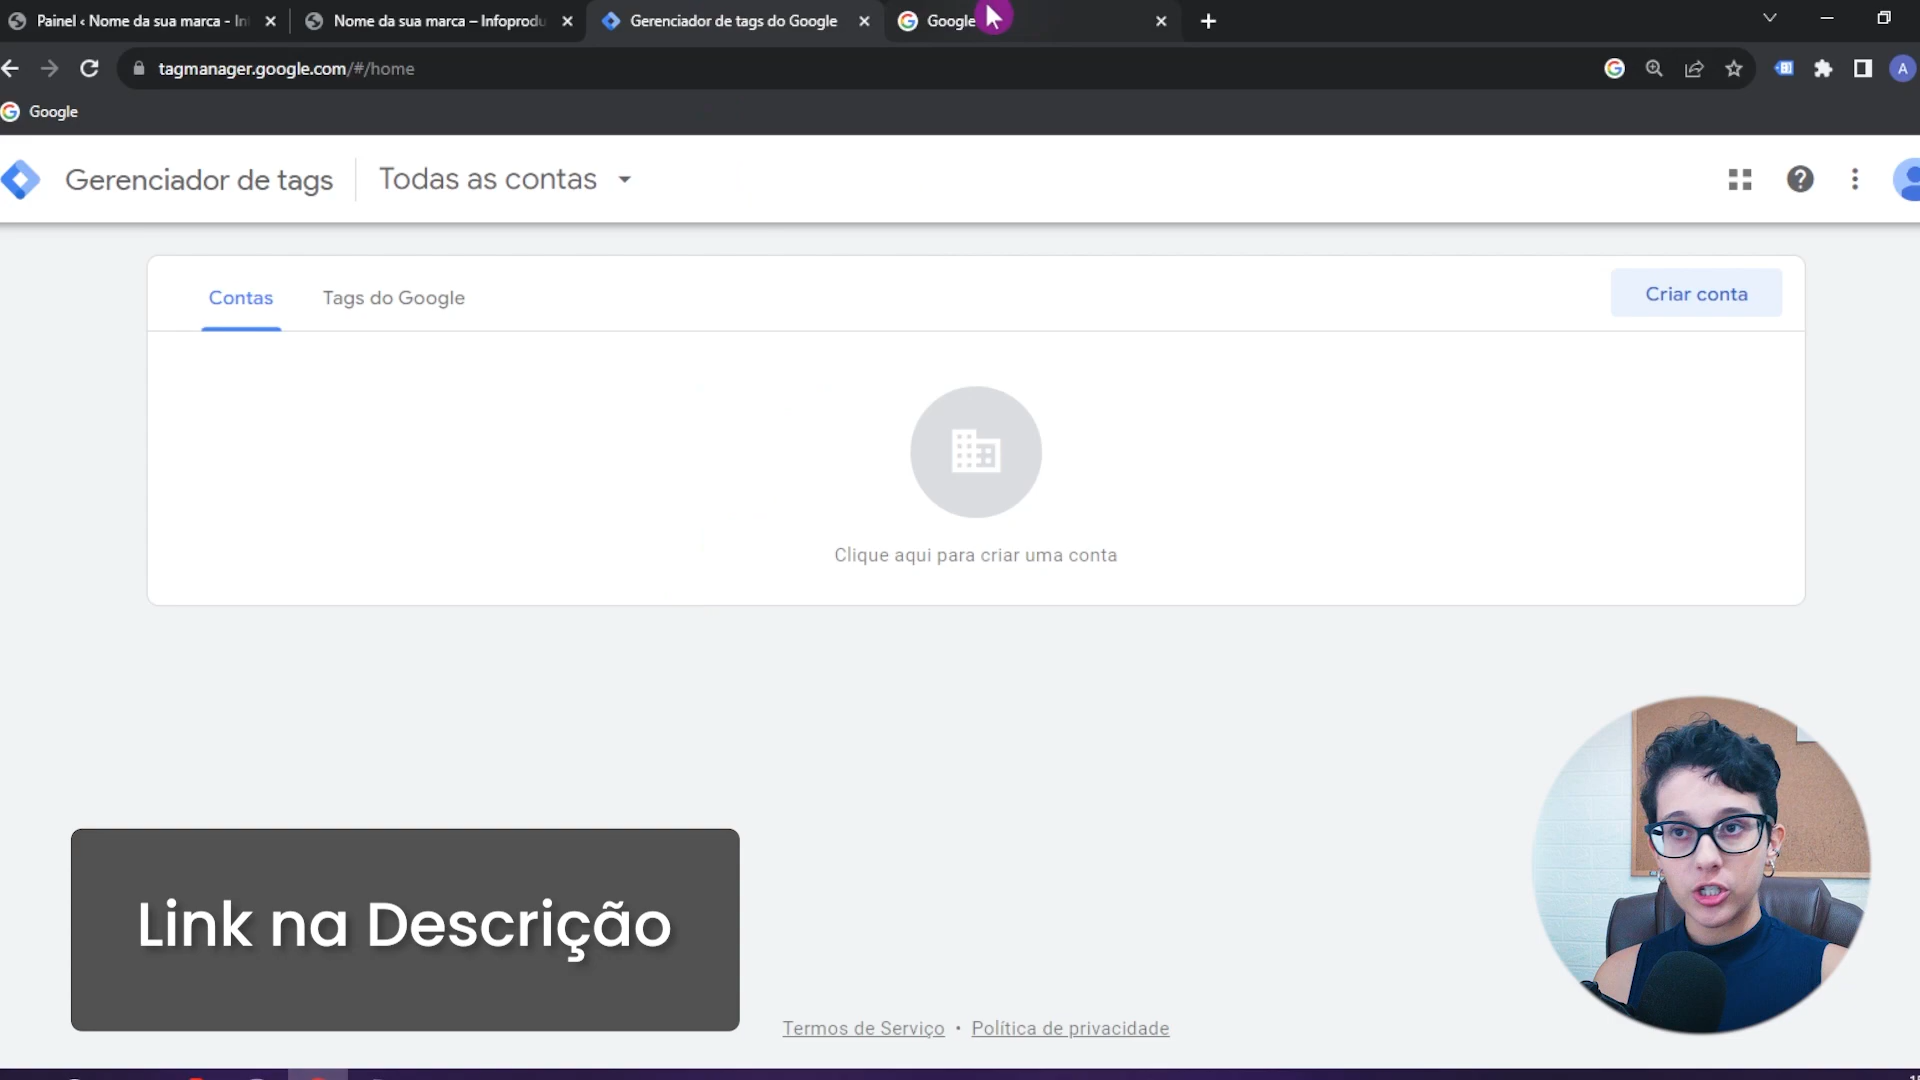 Painel ‹ Nome da sua marca - In
Nome da sua marca – Infoprodu
Gerenciador de tags do Google
Google
tagmanager.google.com/#/home
A
Google
Gerenciador de tags
Todas as contas
Contas
Tags do Google
Criar conta
Clique aqui para criar uma conta
Link na Descrição
Termos de Serviço • Política de privacidade